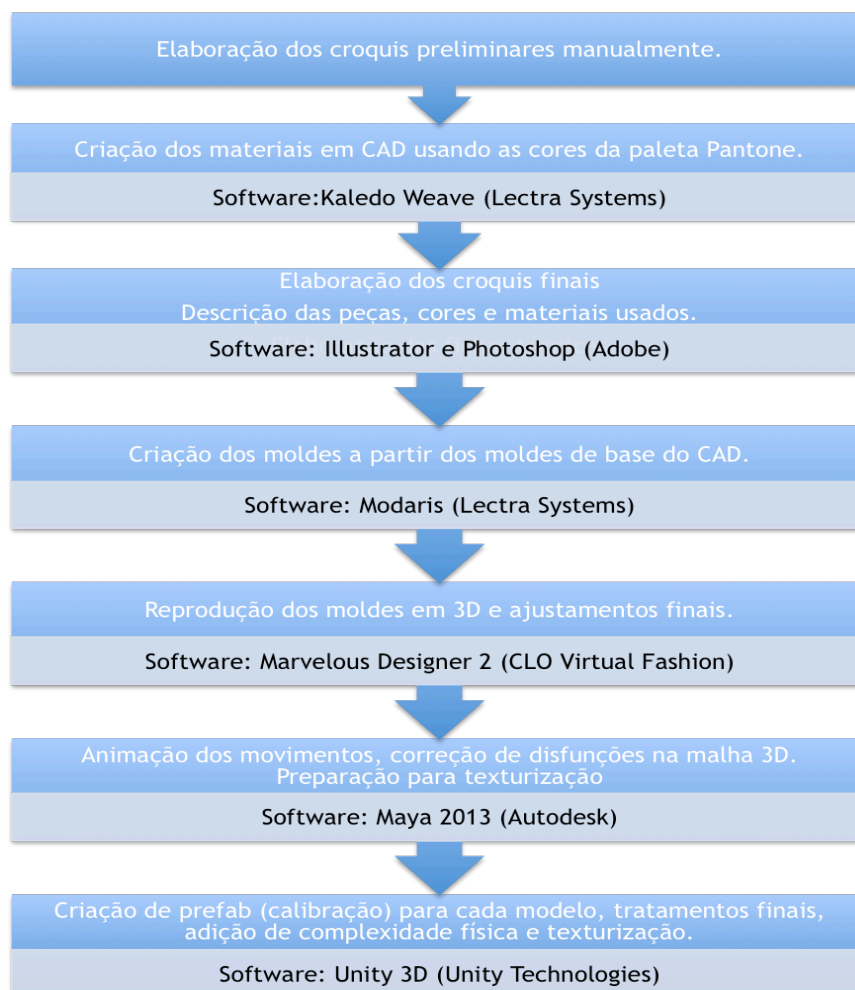 Elaboração dos croquis preliminares manualmente.
Criação dos materiais em CAD usando as cores da paleta Pantone.
Software:Kaledo Weave (Lectra Systems)
Elaboração dos croquis finais
Descrição das peças, cores e materiais usados.
Software: Illustrator e Photoshop (Adobe)
Criação dos moldes a partir dos moldes de base do CAD.
Software: Modaris (Lectra Systems)
Reprodução dos moldes em 3D e ajustamentos finais.
Software: Marvelous Designer 2 (CLO Virtual Fashion)
Animação dos movimentos, correção de disfunções na malha 3D.
Preparação para texturização
Software: Maya 2013 (Autodesk)
Criação de prefab (calibração) para cada modelo, tratamentos finais,
adição de complexidade física e texturização.
Software: Unity 3D (Unity Technologies)